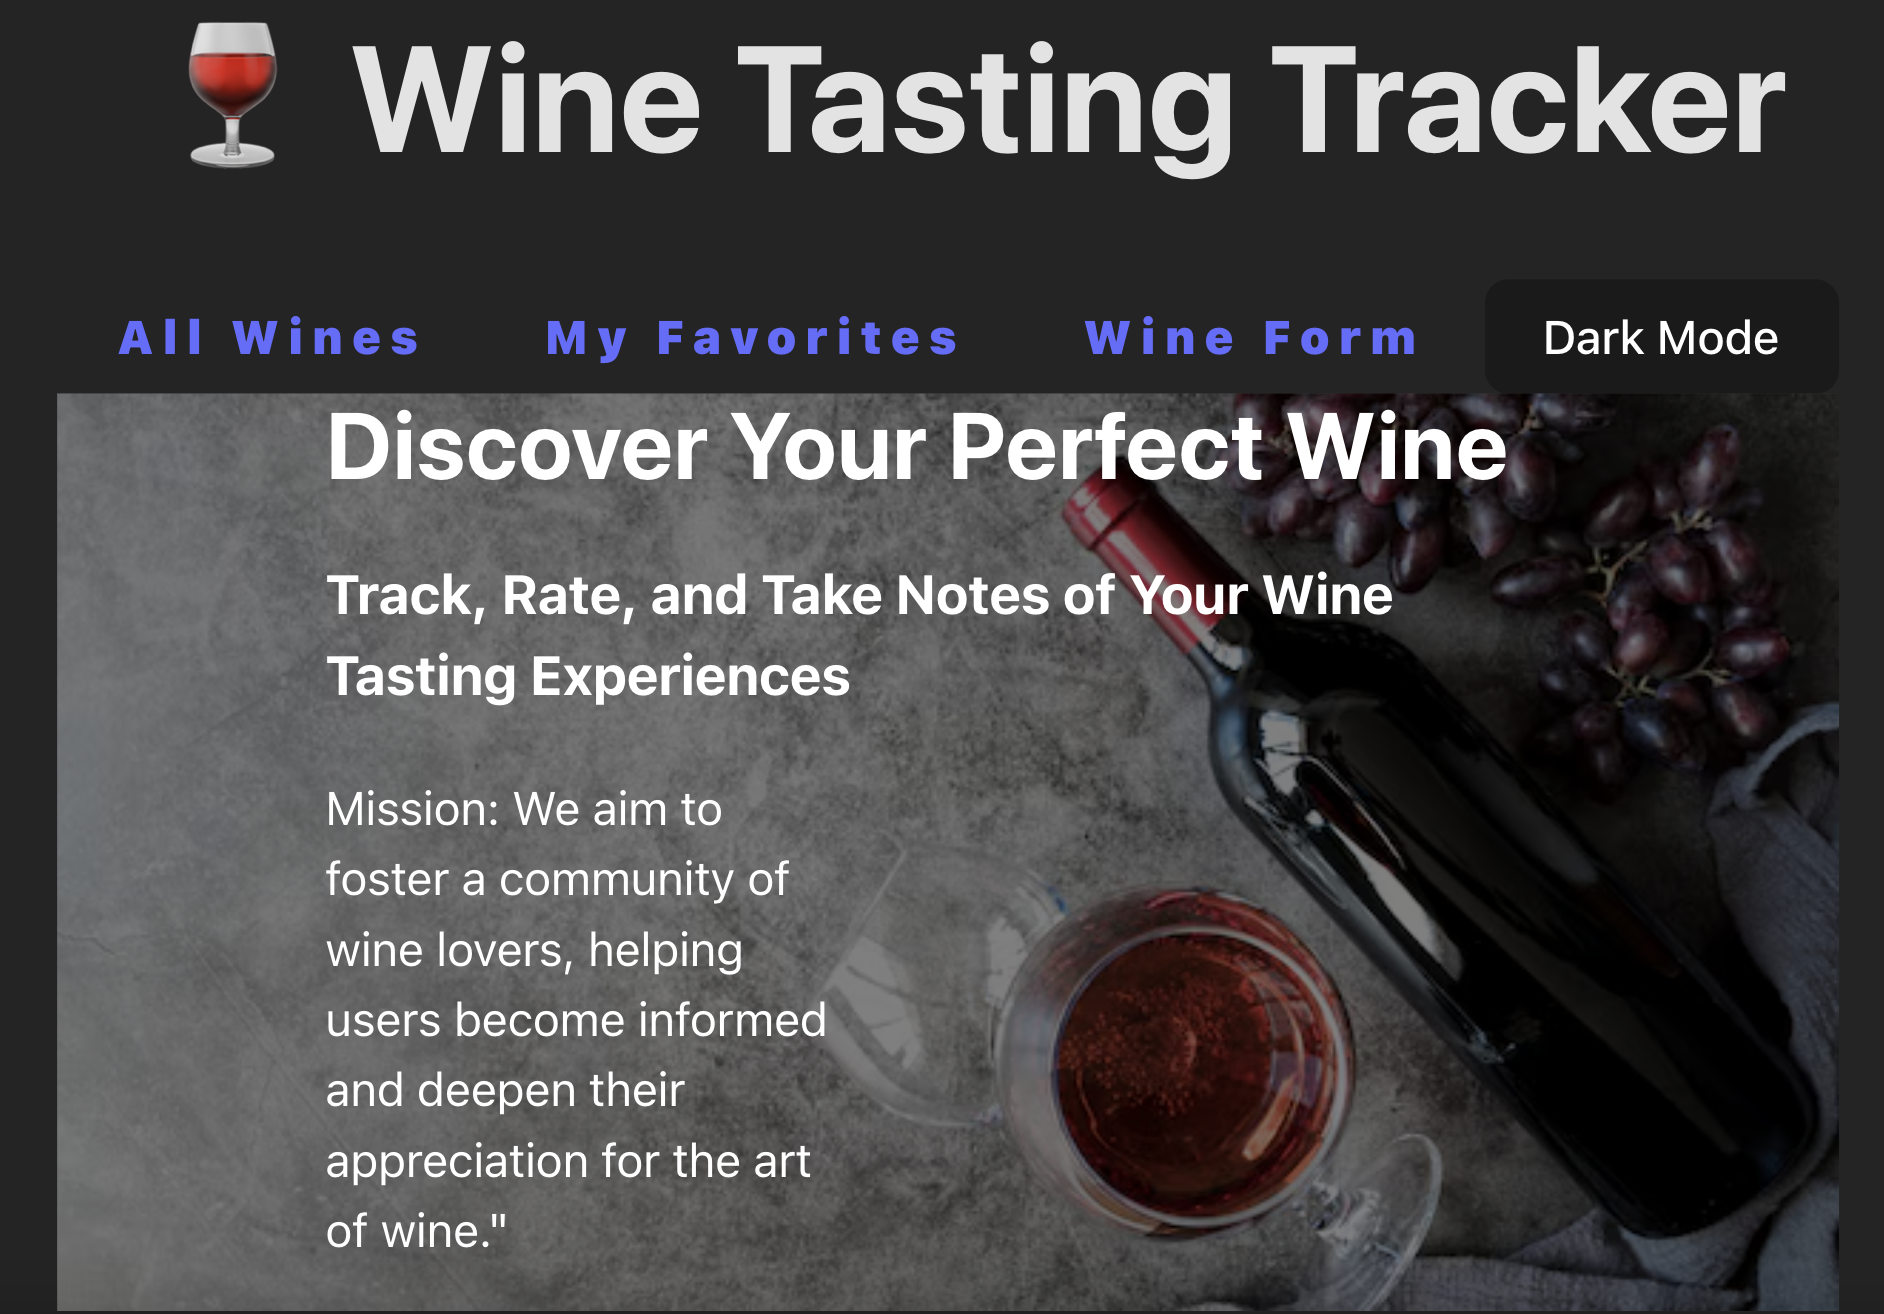 Wine Tasting Tracker
All Wines My Favorites Wine Form Dark Mode
Discover Your Perfect Wine
Track, Rate, and Take Notes of Your Wine
Tasting Experiences
Mission: We aim to
foster a community of
wine lovers, helping
users become informed
and deepen their
appreciation for the art
of wine."